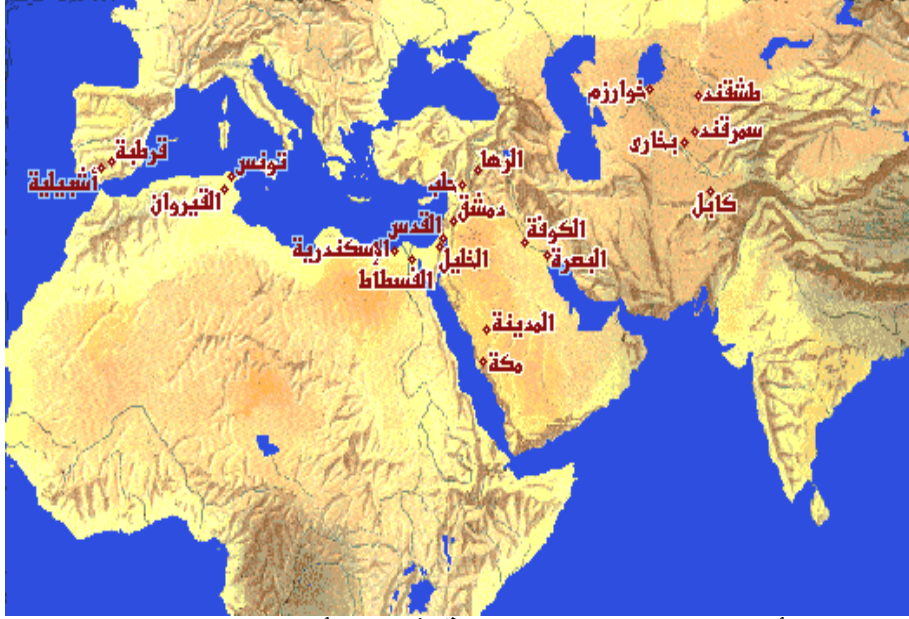 خوارزم
طشقند
سمرقند
بخارى
قرطبة
أشبيلية
تونس
القيروان
الرها
حلب
دمشق
كابل
القدس
الكوفة
الإسكندرية
الخليل
البصرة
الفسطاط
المدينة
مكة